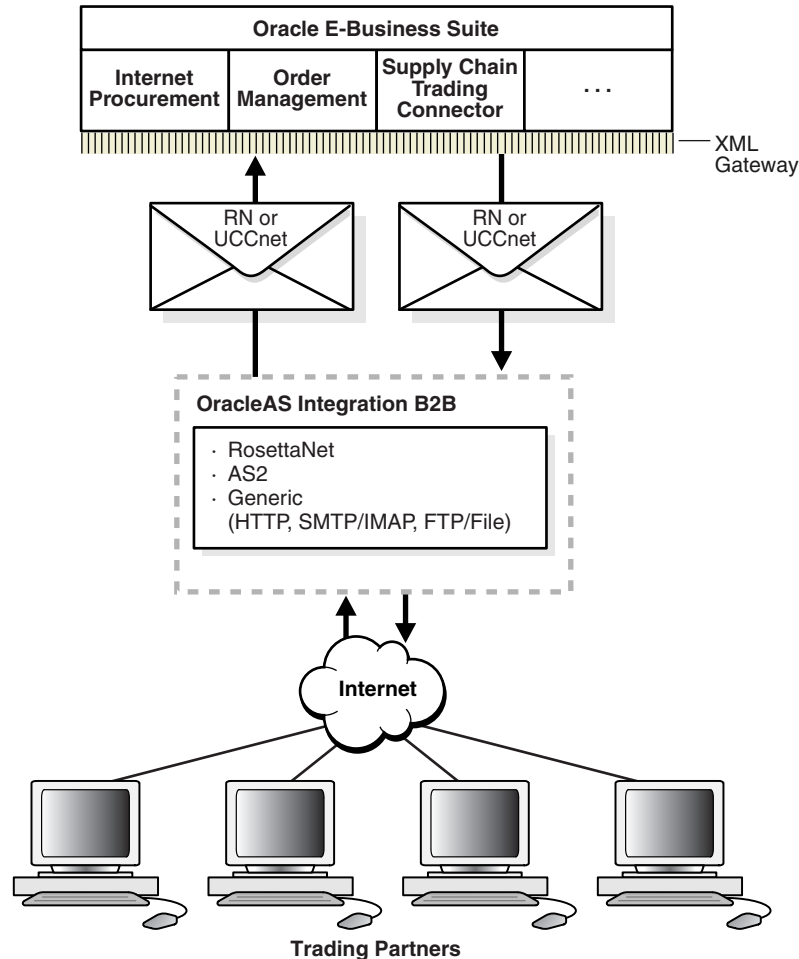 Oracle E-Business Suite
Internet
Procurement
Order
Management
Supply Chain
Trading
Connector
. . .
XML
Gateway
RN or
UCCnet
RN or
UCCnet
OracleAS Integration B2B
· RosettaNet
· AS2
· Generic
(HTTP, SMTP/IMAP, FTP/File)
Internet
Trading Partners